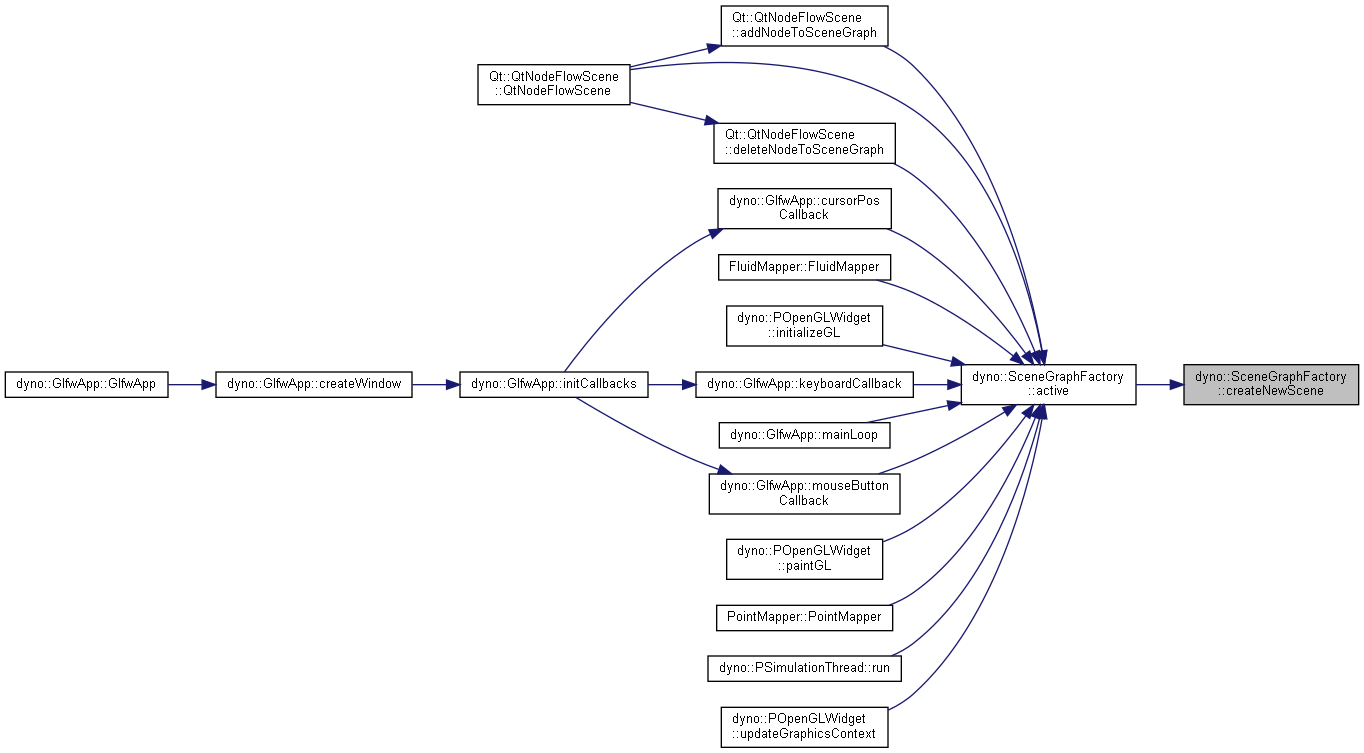 Qt::QtNodeFlowScene
::addNodeToSceneGraph
Qt::QtNodeFlowScene
::QtNodeFlowScene
Qt::QtNodeFlowScene
::deleteNodeToSceneGraph
dyno::GlfwApp::cursorPos
Callback
FluidMapper::FluidMapper
dyno::POpenGLWidget
::initializeGL
dyno::GlfwApp::GlfwApp
dyno::GlfwApp::createWindow
dyno::GlfwApp::initCallbacks
dyno::GlfwApp::keyboardCallback
dyno::SceneGraphFactory
::active
dyno::SceneGraphFactory
::createNewScene
dyno::GlfwApp::mainLoop
dyno::GlfwApp::mouseButton
Callback
dyno::POpenGLWidget
::paintGL
PointMapper::PointMapper
dyno::PSimulationThread::run
dyno::POpenGLWidget
::updateGraphicsContext